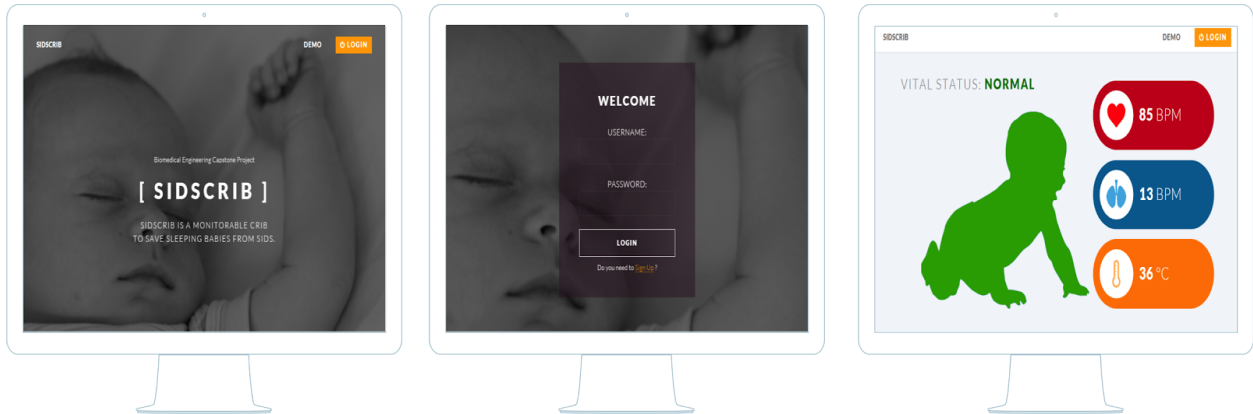 SIDSCRIB
DEMO
LOGIN
Biomedical Engineering Capstone Project
[ SIDSCRIB ]
SIDSCRIB IS A MONITORABLE CRIB
TO SAVE SLEEPING BABIES FROM SIDS.
WELCOME
USERNAME:
PASSWORD:
LOGIN
Do you need to Sign Up ?
SIDSCRIB
DEMO
LOGIN
VITAL STATUS: NORMAL
85 BPM
13 BPM
36 °C